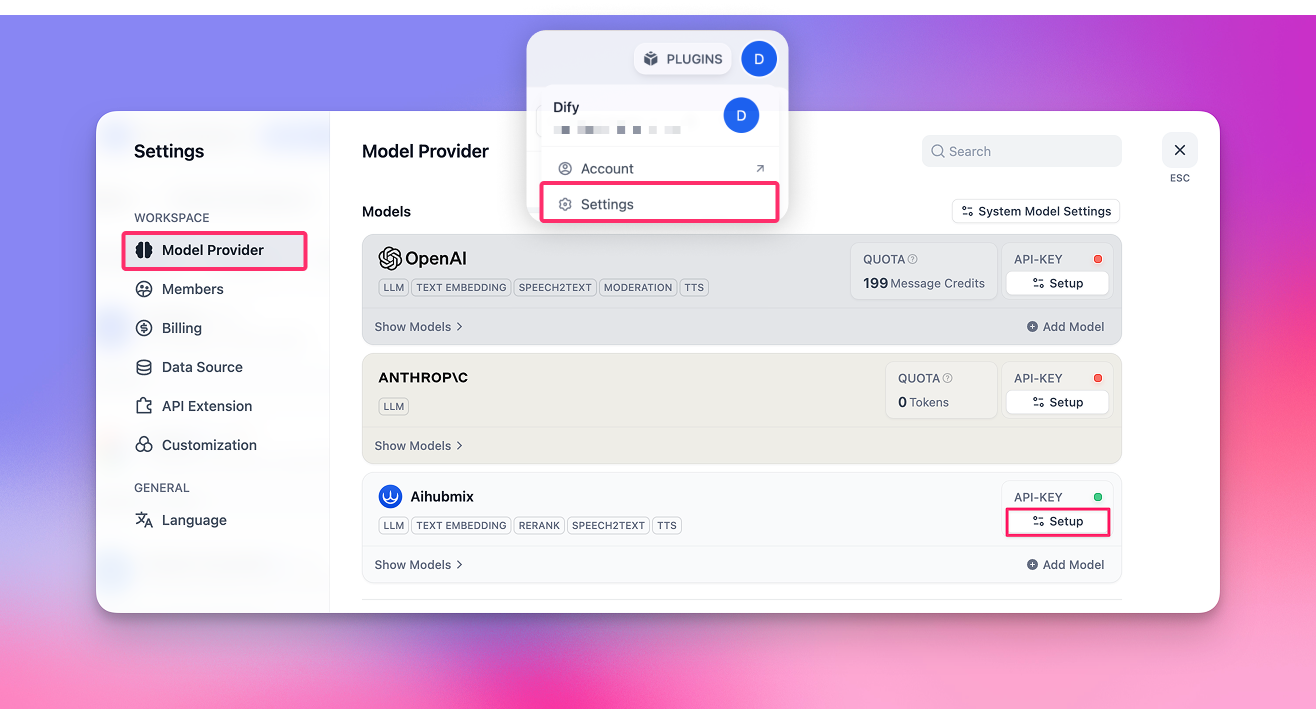 PLUGINS
D
Dify
D
Account
Settings
Settings
WORKSPACE
Model Provider
Members
Billing
Data Source
API Extension
Customization
GENERAL
Language
Model Provider
Search
ESC
Models
System Model Settings
OpenAI
LLM TEXT EMBEDDING SPEECH2TEXT MODERATION TTS
QUOTA
199 Message Credits
API-KEY
Setup
Show Models
Add Model
ANTHROP\C
LLM
QUOTA
0 Tokens
API-KEY
Setup
Show Models
Aihubmix
LLM TEXT EMBEDDING RERANK SPEECH2TEXT TTS
API-KEY
Setup
Show Models
Add Model